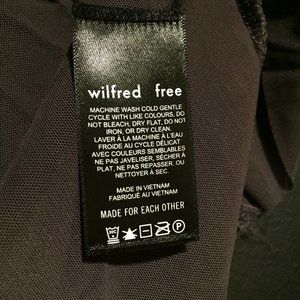 wilfred free
MACHINE WASH COLD GENTLE
CYCLE WITH LIKE COLOURS, DO
NOT BLEACH, DRY FLAT, DO NOT
IRON, OR DRY CLEAN.
LAVER À LA MACHINE À L'EAU
FROIDE AU CYCLE DÉLICAT
AVEC COULEURS SEMBLABLES
NE PAS JAVELISER, SÉCHER À
PLAT, NE PAS REPASSER, OU
NETTOYER À SEC.
MADE IN VIETNAM
FABRIQUÉ AU VIETNAM
MADE FOR EACH OTHER